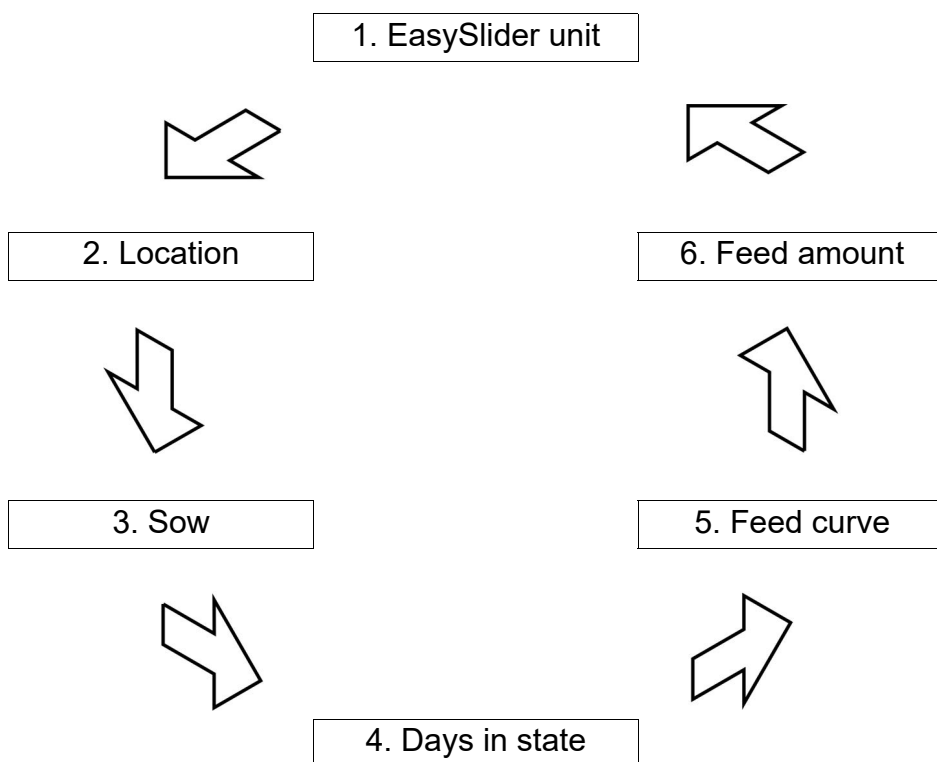 1. EasySlider unit
2. Location
6. Feed amount
3. Sow
5. Feed curve
4. Days in state